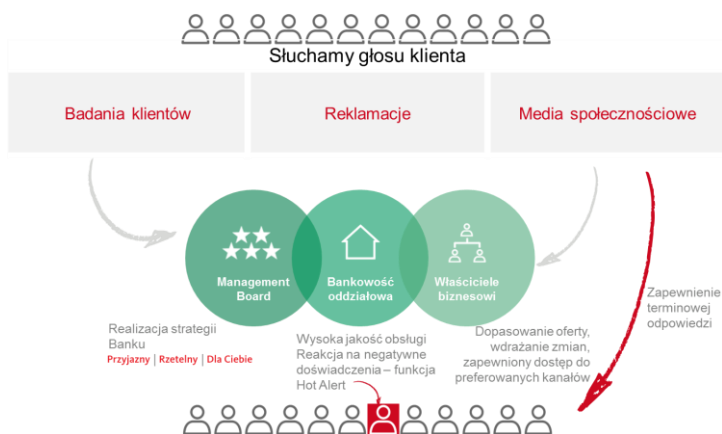 Słuchamy głosu klienta
Badania klientów
Reklamacje
Media społecznościowe
Management
Board
Bankowość
oddziałowa
Właściciele
biznesowi
Realizacja strategii
Banku
Przyjazny | Rzetelny | Dla Ciebie
Wysoka jakość obsługi
Reakcja na negatywne
doświadczenia – funkcja
Hot Alert
Dopasowanie oferty,
wdrażanie zmian,
zapewniony dostęp do
preferowanych kanałów
Zapewnienie
terminowej
odpowiedzi